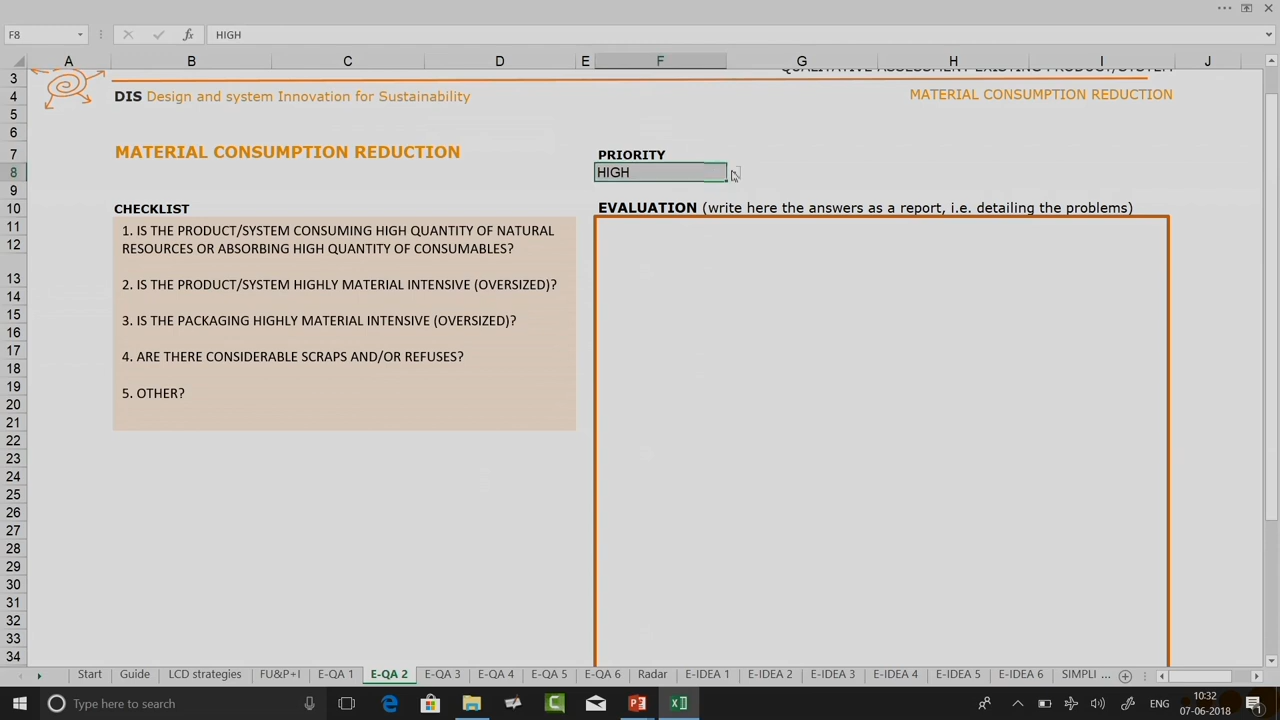 F8
HIGH
A B C D E F G H I J
QUALITATIVE ASSESSMENT EXISTING PRODUCT/SYSTEM
DIS Design and system Innovation for Sustainability
MATERIAL CONSUMPTION REDUCTION
MATERIAL CONSUMPTION REDUCTION
PRIORITY
HIGH
CHECKLIST
EVALUATION (write here the answers as a report, i.e. detailing the problems)
1. IS THE PRODUCT/SYSTEM CONSUMING HIGH QUANTITY OF NATURAL
RESOURCES OR ABSORBING HIGH QUANTITY OF CONSUMABLES?
2. IS THE PRODUCT/SYSTEM HIGHLY MATERIAL INTENSIVE (OVERSIZED)?
3. IS THE PACKAGING HIGHLY MATERIAL INTENSIVE (OVERSIZED)?
4. ARE THERE CONSIDERABLE SCRAPS AND/OR REFUSES?
5. OTHER?
3
4
5
6
7
8
9
10
11
12
13
14
15
16
17
18
19
20
21
22
23
24
25
26
27
28
29
30
31
32
33
34
Start Guide LCD strategies FU&P+I E-QA 1 E-QA 2 E-QA 3 E-QA 4 E-QA 5 E-QA 6 Radar E-IDEA 1 E-IDEA 2 E-IDEA 3 E-IDEA 4 E-IDEA 5 E-IDEA 6 SIMPLI ...
Type here to search
ENG
10:32
07-06-2018
1